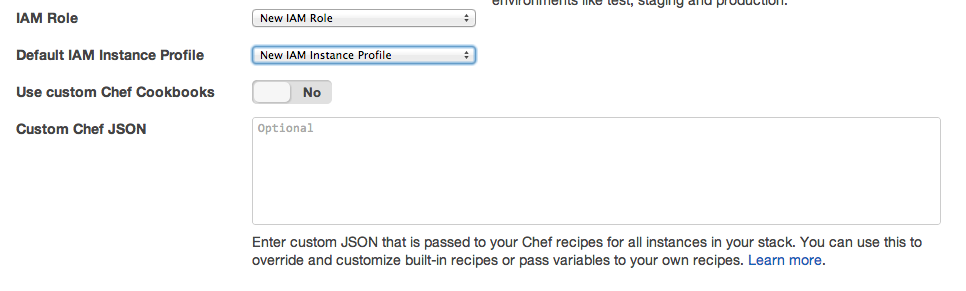 environments like test, staging and production.
IAM Role New IAM Role
Default IAM Instance Profile New IAM Instance Profile
Use custom Chef Cookbooks No
Custom Chef JSON Optional
Enter custom JSON that is passed to your Chef recipes for all instances in your stack. You can use this to
override and customize built-in recipes or pass variables to your own recipes. Learn more.